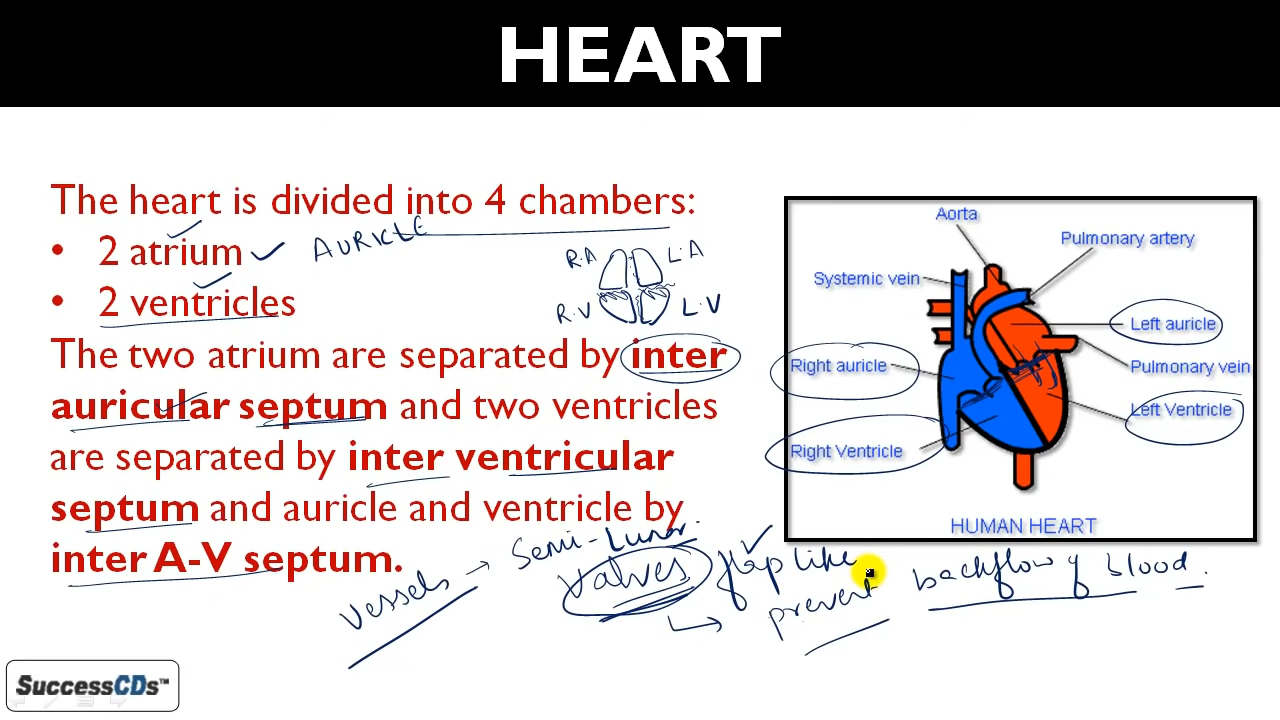 HEART
The heart is divided into 4 chambers:
• 2 atrium AURICLE
• 2 ventricles
R.A L.A
R.V L.V
The two atrium are separated by inter
auricular septum and two ventricles
are separated by inter ventricular
septum and auricle and ventricle by
inter A-V septum.
vessels → Semi-Lunar
Valves flap like
prevent backflow of blood.
Aorta
Pulmonary artery
Systemic vein
Left auricle
Right auricle
Pulmonary vein
Left Ventricle
Right Ventricle
HUMAN HEART
SuccessCDs™